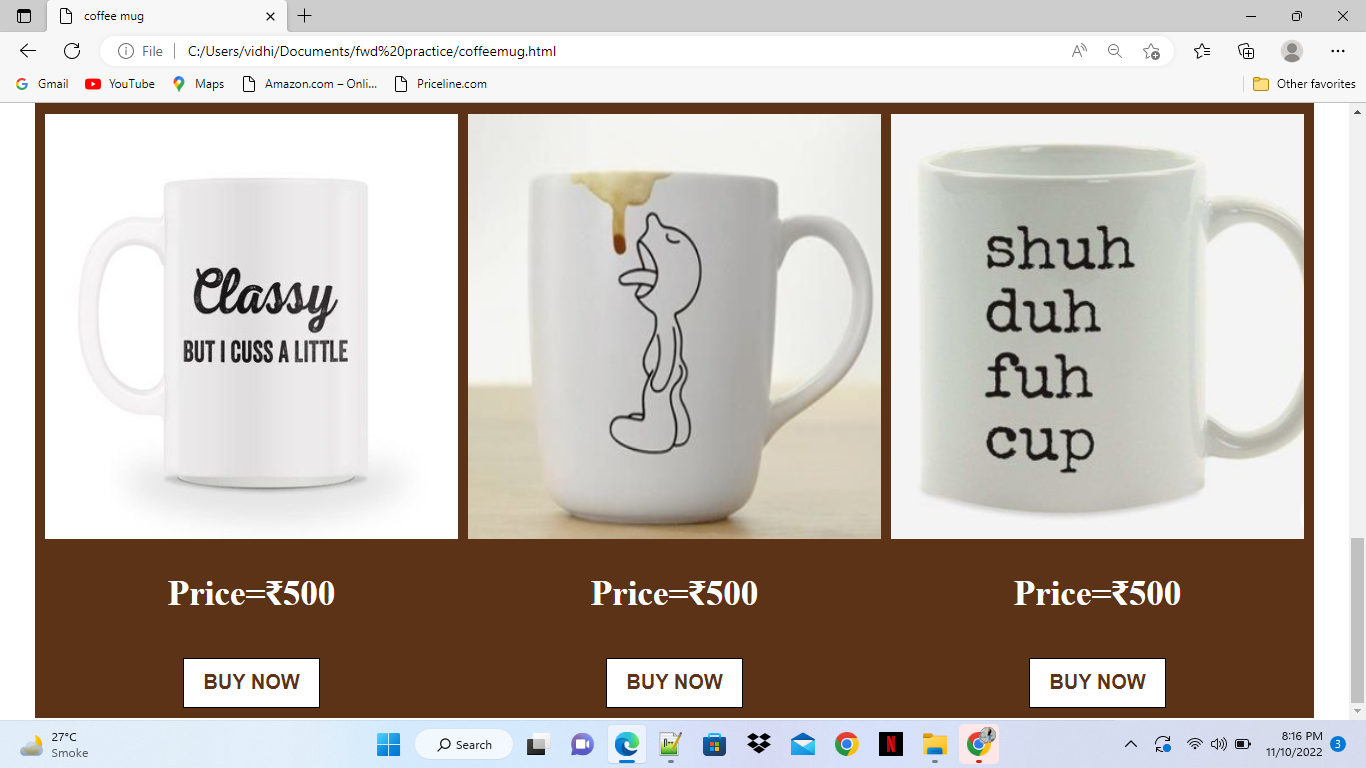 coffee mug
File
C:/Users/vidhi/Documents/fwd%20practice/coffeemug.html
Gmail
YouTube
Maps
Amazon.com – Onli...
Priceline.com
Other favorites
Classy
BUT I CUSS A LITTLE
shuh
duh
fuh
cup
Price=₹500
Price=₹500
Price=₹500
BUY NOW
BUY NOW
BUY NOW
27°C
Smoke
Search
8:16 PM
11/10/2022
3